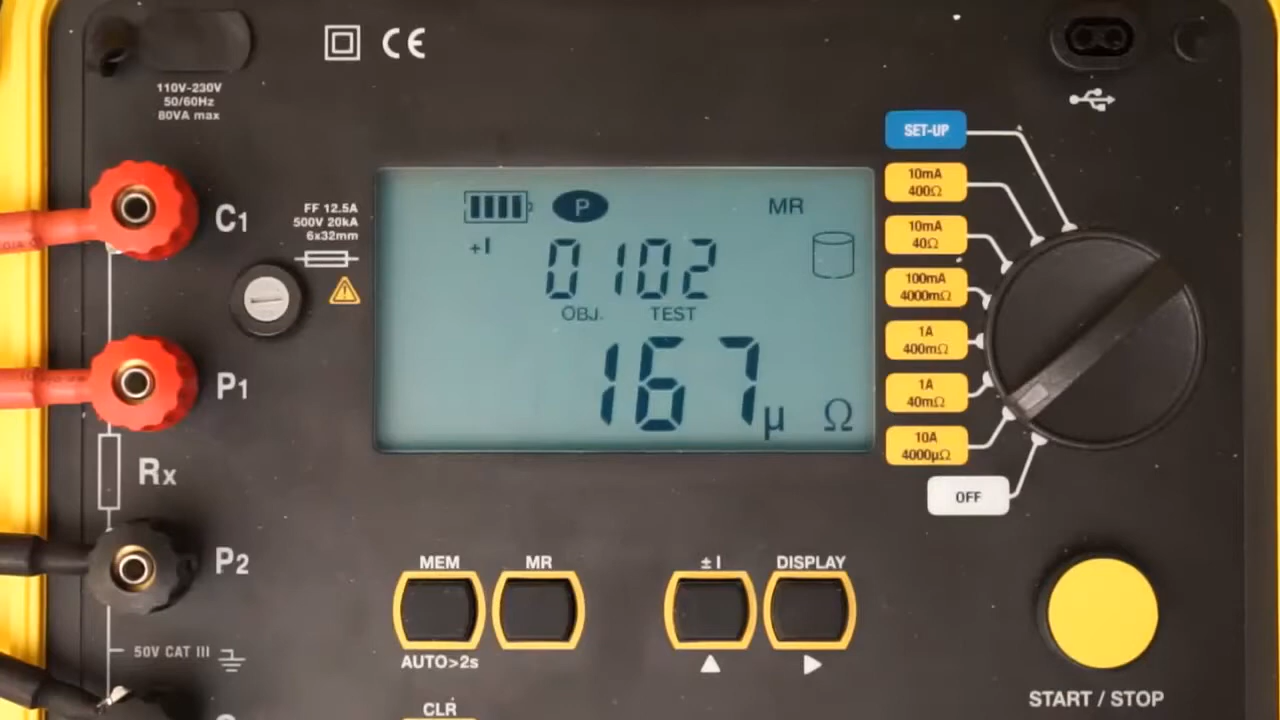 CE
110V-230V
50/60Hz
80VA max
C1
FF 12.5A
500V 20kA
6x32mm
P1
Rx
P2
50V CAT III
P
MR
+I
0102
OBJ. TEST
167 µ Ω
SET-UP
10mA
400Ω
10mA
40Ω
100mA
4000mΩ
1A
400mΩ
1A
40mΩ
10A
4000µΩ
OFF
MEM
MR
± I
DISPLAY
AUTO>2s
CLR
START / STOP